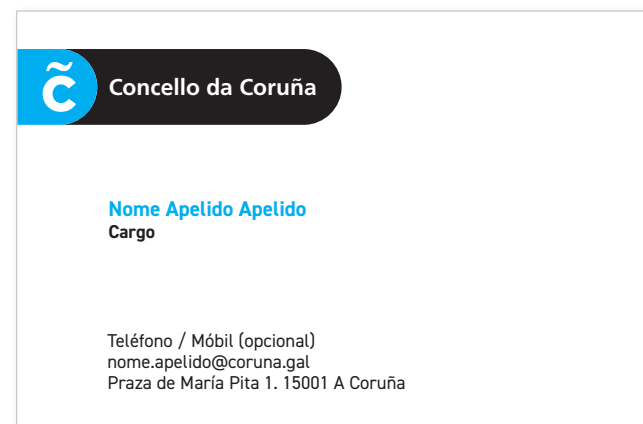 c̃ Concello da Coruña
Nome Apelido Apelido
Cargo
Teléfono / Móbil (opcional)
nome.apelido@coruna.gal
Praza de María Pita 1. 15001 A Coruña